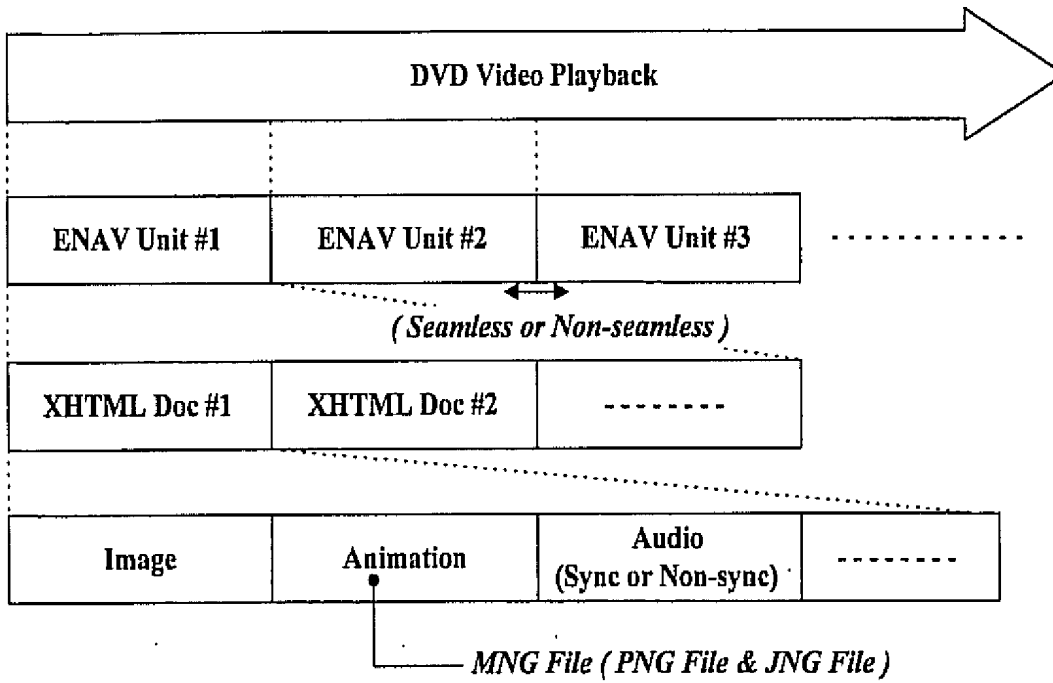 DVD Video Playback
ENAV Unit #1 ENAV Unit #2 ENAV Unit #3
( Seamless or Non-seamless )
XHTML Doc #1 XHTML Doc #2
Image Animation Audio
(Sync or Non-sync)
MNG File ( PNG File & JNG File )